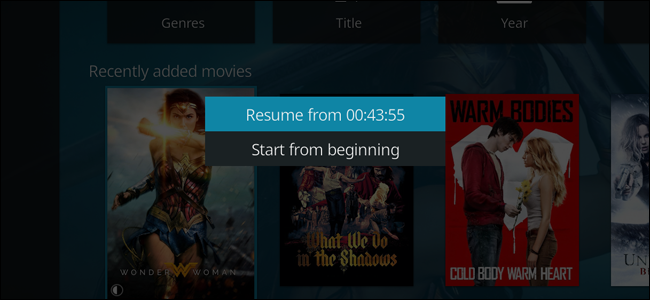 Genres
Title
Year
Recently added movies
Resume from 00:43:55
Start from beginning
WONDER WOMAN
What We Do
in the Shadows
WARM BODIES
COLD BODY WARM HEART
UN